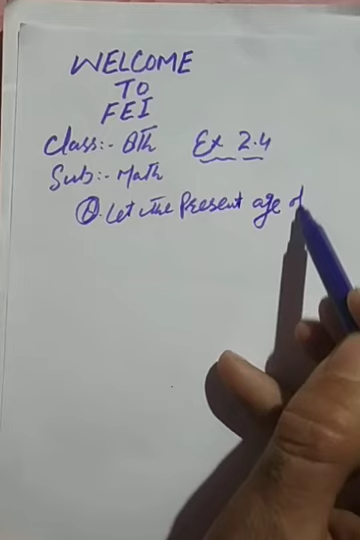 WELCOME
TO
FEI
Class:- 8th Ex 2.4
Sub:- Math
Q. Let the Present age of